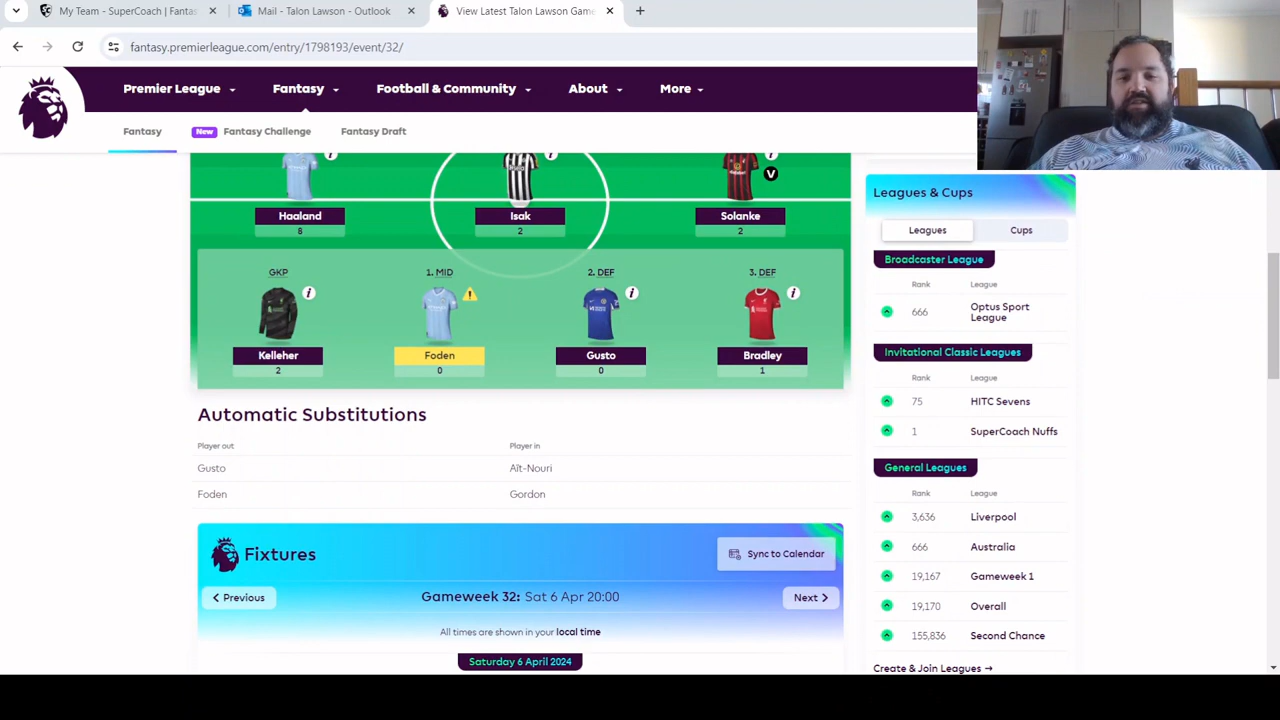 My Team - SuperCoach | Fantas
Mail - Talon Lawson - Outlook
View Latest Talon Lawson Game
fantasy.premierleague.com/entry/1798193/event/32/
Premier League
Fantasy
Football & Community
About
More
Fantasy
New
Fantasy Challenge
Fantasy Draft
V
Haaland
8
Isak
2
Solanke
2
GKP
1. MID
2. DEF
3. DEF
Kelleher
2
Foden
0
Gusto
0
Bradley
1
Automatic Substitutions
Player out
Player in
Gusto
Aït-Nouri
Foden
Gordon
Fixtures
Sync to Calendar
Previous
Gameweek 32: Sat 6 Apr 20:00
Next
All times are shown in your local time
Saturday 6 April 2024
Leagues & Cups
Leagues
Cups
Broadcaster League
Rank
League
666
Optus Sport
League
Invitational Classic Leagues
Rank
League
75
HITC Sevens
1
SuperCoach Nuffs
General Leagues
Rank
League
3,636
Liverpool
666
Australia
19,167
Gameweek 1
19,170
Overall
155,836
Second Chance
Create & Join Leagues →